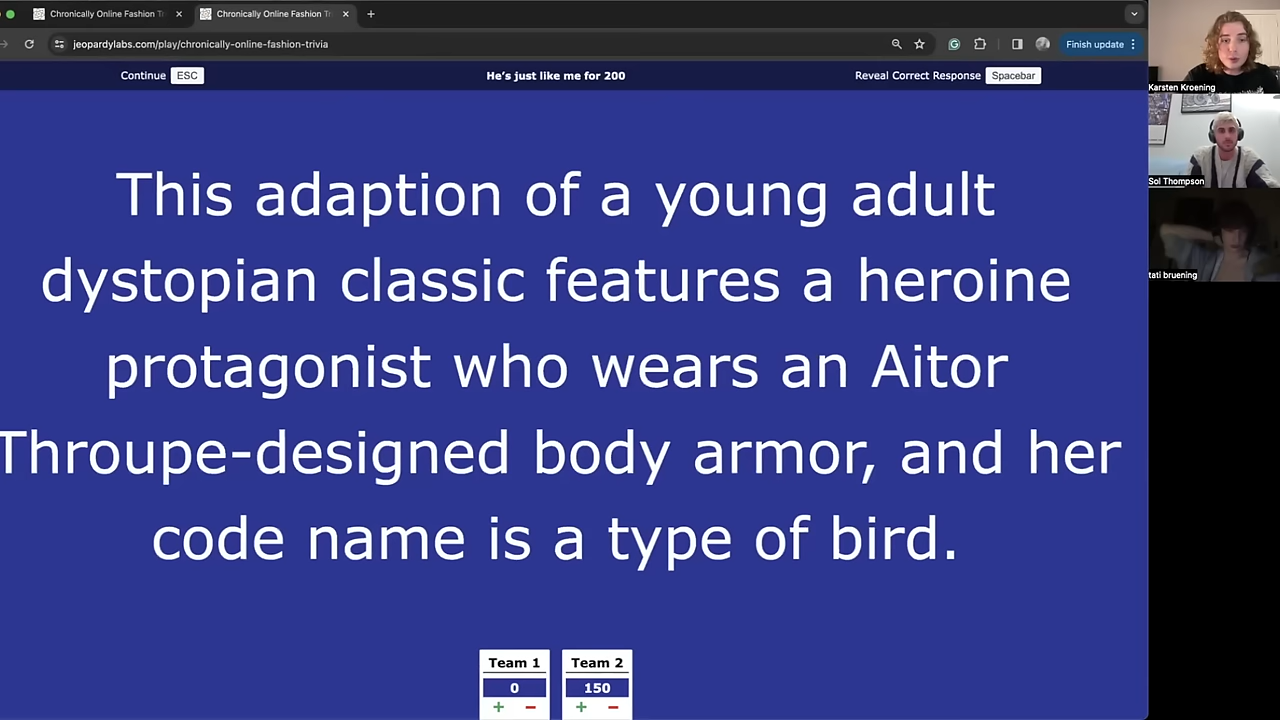 Chronically Online Fashion Tr
Chronically Online Fashion Tr
jeopardylabs.com/play/chronically-online-fashion-trivia
Finish update
Continue ESC
He's just like me for 200
Reveal Correct Response Spacebar
This adaption of a young adult
dystopian classic features a heroine
protagonist who wears an Aitor
Throupe-designed body armor, and her
code name is a type of bird.
Team 1
0
+ −
Team 2
150
+ −
Karsten Kroening
Sol Thompson
tati bruening